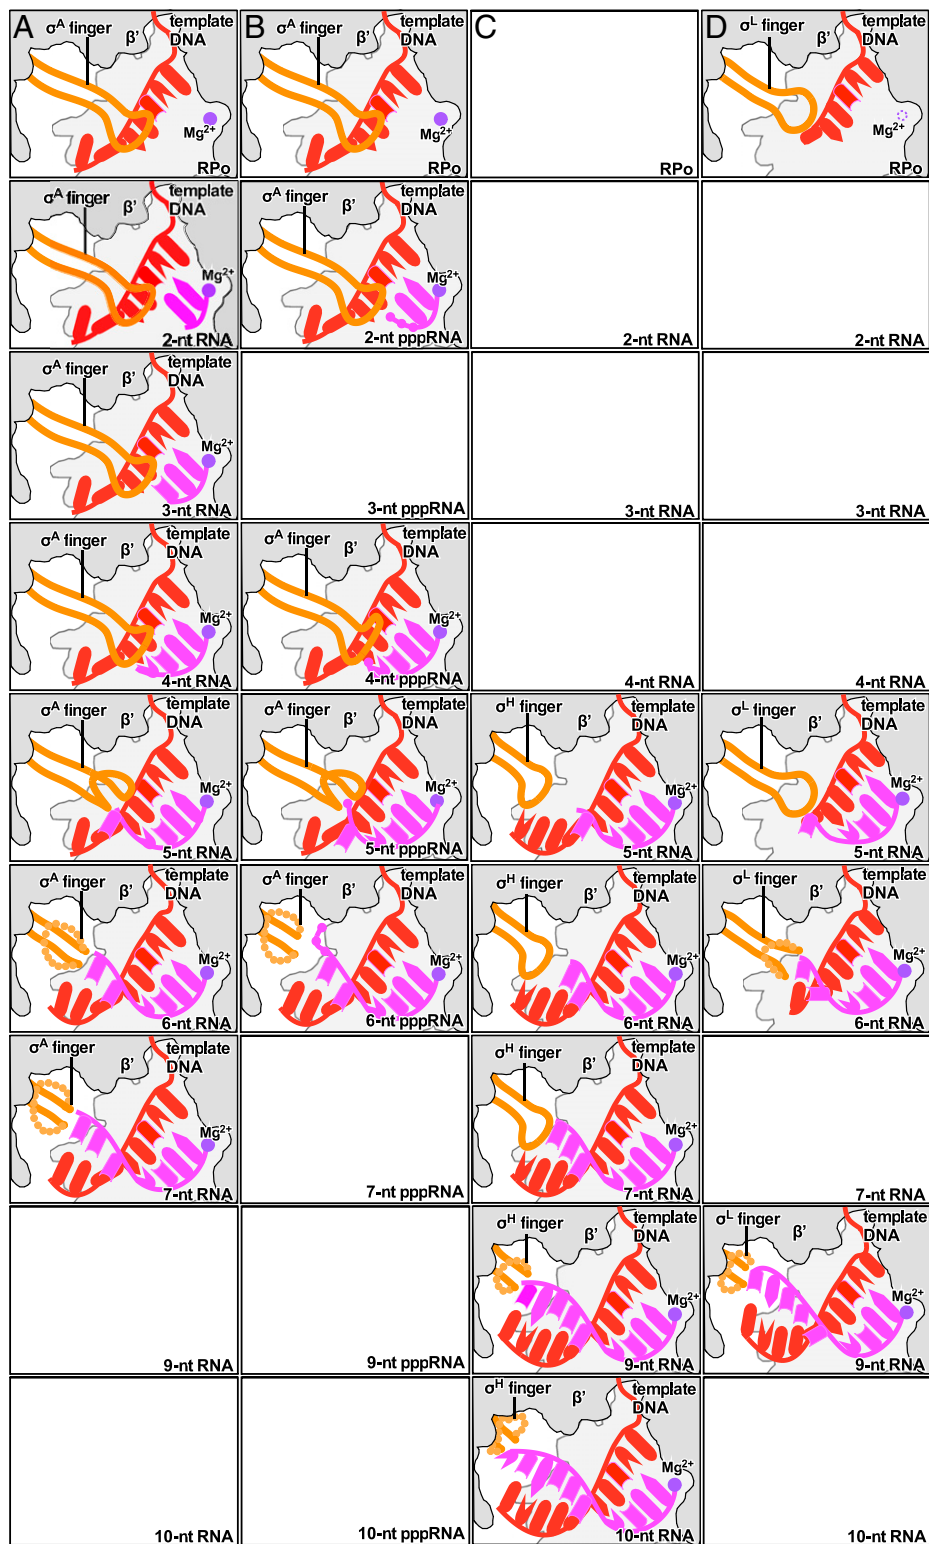 A
σᴬ finger
β’
template
DNA
Mg²⁺
RPo
B
σᴬ finger
β’
template
DNA
Mg²⁺
RPo
C
RPo
D
σᴸ finger
β’
template
DNA
Mg²⁺
RPo
σᴬ finger
β’
template
DNA
Mg²⁺
2-nt RNA
σᴬ finger
β’
template
DNA
Mg²⁺
2-nt pppRNA
2-nt RNA
2-nt RNA
σᴬ finger
β’
template
DNA
Mg²⁺
3-nt RNA
3-nt pppRNA
3-nt RNA
3-nt RNA
σᴬ finger
β’
template
DNA
Mg²⁺
4-nt RNA
σᴬ finger
β’
template
DNA
Mg²⁺
4-nt pppRNA
4-nt RNA
4-nt RNA
σᴬ finger
β’
template
DNA
Mg²⁺
5-nt RNA
σᴬ finger
β’
template
DNA
Mg²⁺
5-nt pppRNA
σᴴ finger
β’
template
DNA
Mg²⁺
5-nt RNA
σᴸ finger
β’
template
DNA
Mg²⁺
5-nt RNA
σᴬ finger
β’
template
DNA
Mg²⁺
6-nt RNA
σᴬ finger
β’
template
DNA
Mg²⁺
6-nt pppRNA
σᴴ finger
β’
template
DNA
Mg²⁺
6-nt RNA
σᴸ finger
β’
template
DNA
Mg²⁺
6-nt RNA
σᴬ finger
β’
template
DNA
Mg²⁺
7-nt RNA
7-nt pppRNA
σᴴ finger
β’
template
DNA
Mg²⁺
7-nt RNA
7-nt RNA
9-nt RNA
9-nt pppRNA
σᴴ finger
β’
template
DNA
Mg²⁺
9-nt RNA
σᴸ finger
β’
template
DNA
Mg²⁺
9-nt RNA
10-nt RNA
10-nt pppRNA
σᴴ finger
β’
template
DNA
Mg²⁺
10-nt RNA
10-nt RNA